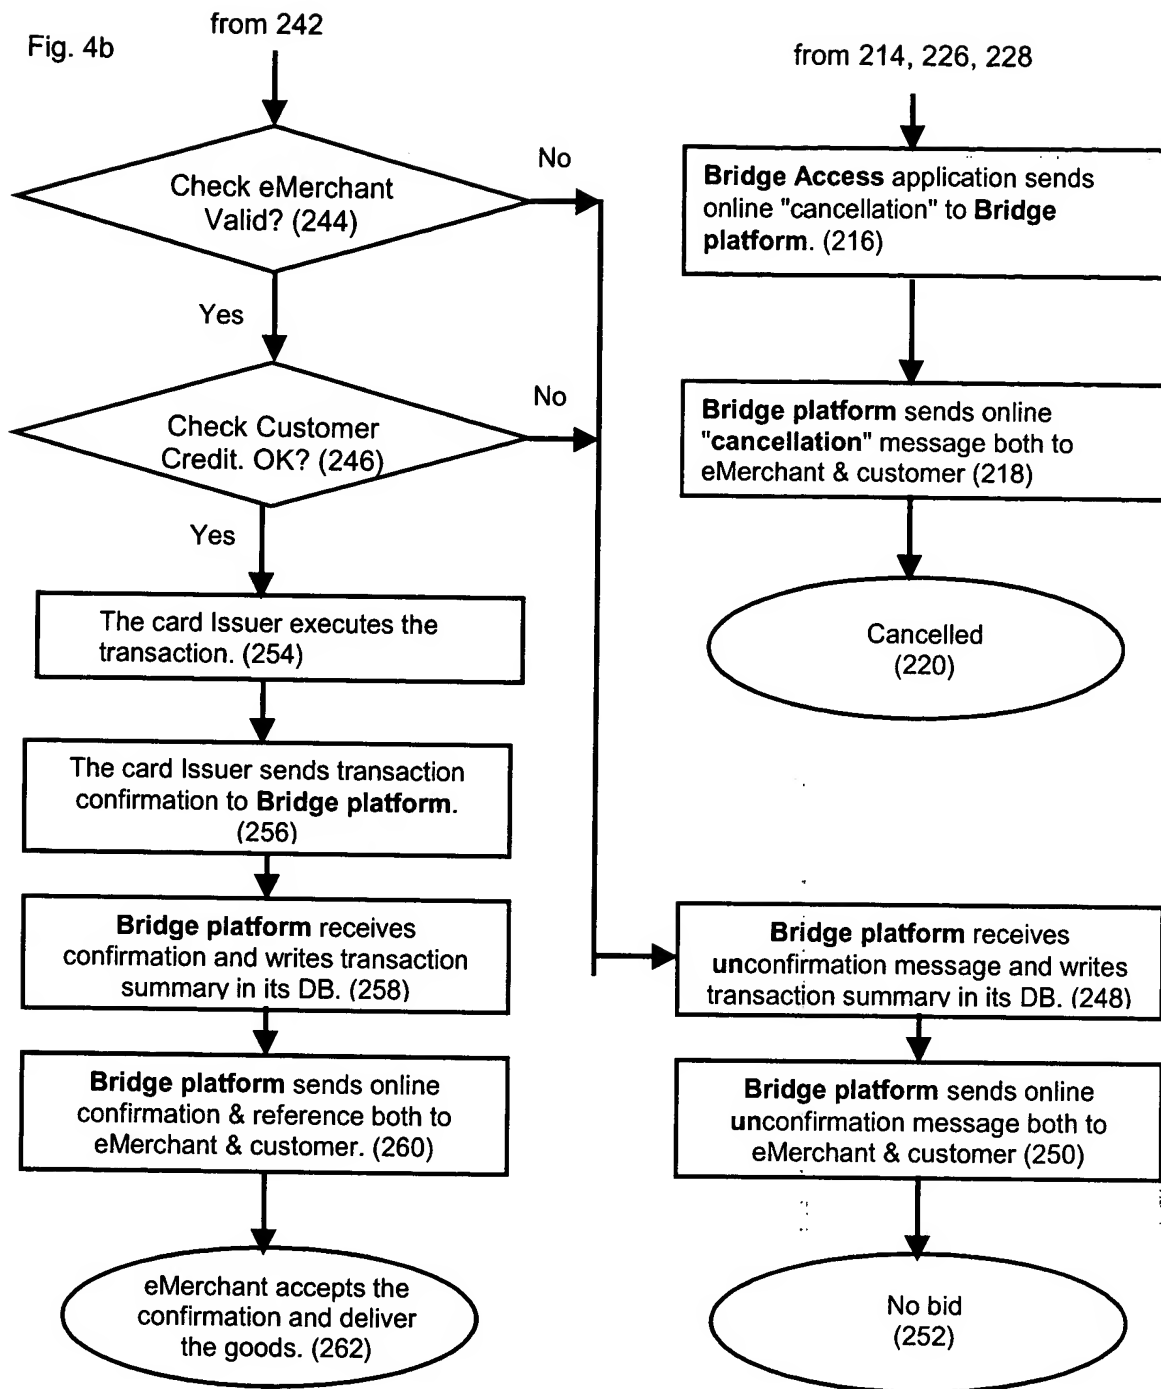 Fig. 4b
from 242
Check eMerchant
Valid? (244)
No
Yes
Check Customer
Credit. OK? (246)
No
Yes
The card Issuer executes the
transaction. (254)
The card Issuer sends transaction
confirmation to Bridge platform.
(256)
Bridge platform receives
confirmation and writes transaction
summary in its DB. (258)
Bridge platform sends online
confirmation & reference both to
eMerchant & customer. (260)
eMerchant accepts the
confirmation and deliver
the goods. (262)
from 214, 226, 228
Bridge Access application sends
online "cancellation" to Bridge
platform. (216)
Bridge platform sends online
"cancellation" message both to
eMerchant & customer (218)
Cancelled
(220)
Bridge platform receives
unconfirmation message and writes
transaction summary in its DB. (248)
Bridge platform sends online
unconfirmation message both to
eMerchant & customer (250)
No bid
(252)